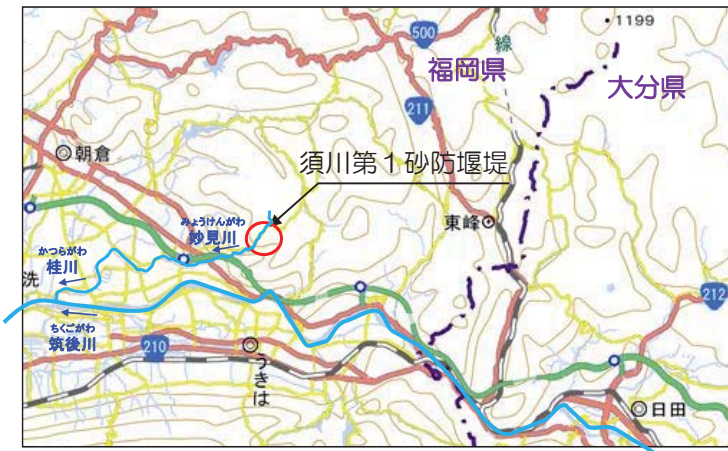 ・1199
500
線
福岡県
大分県
211
朝倉
須川第1砂防堰堤
東峰
みょうけんがわ
妙見川
かつらがわ
桂川
洗
212
ちくごがわ
筑後川
210
うきは
日田